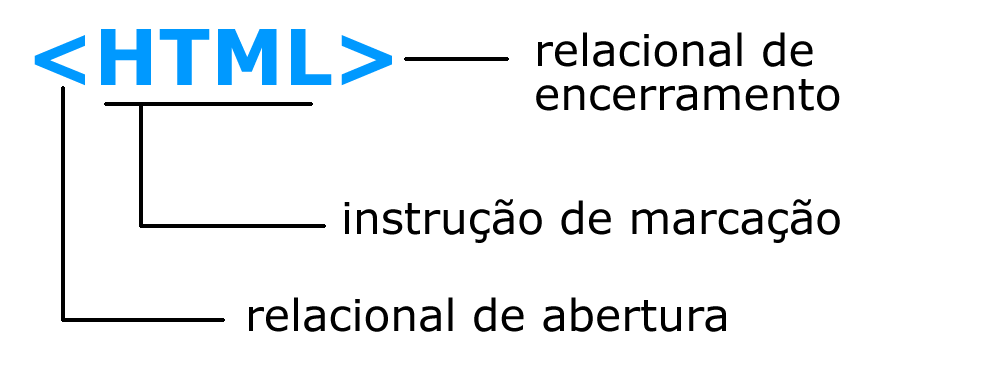 <HTML>
relacional de
encerramento
instrução de marcação
relacional de abertura